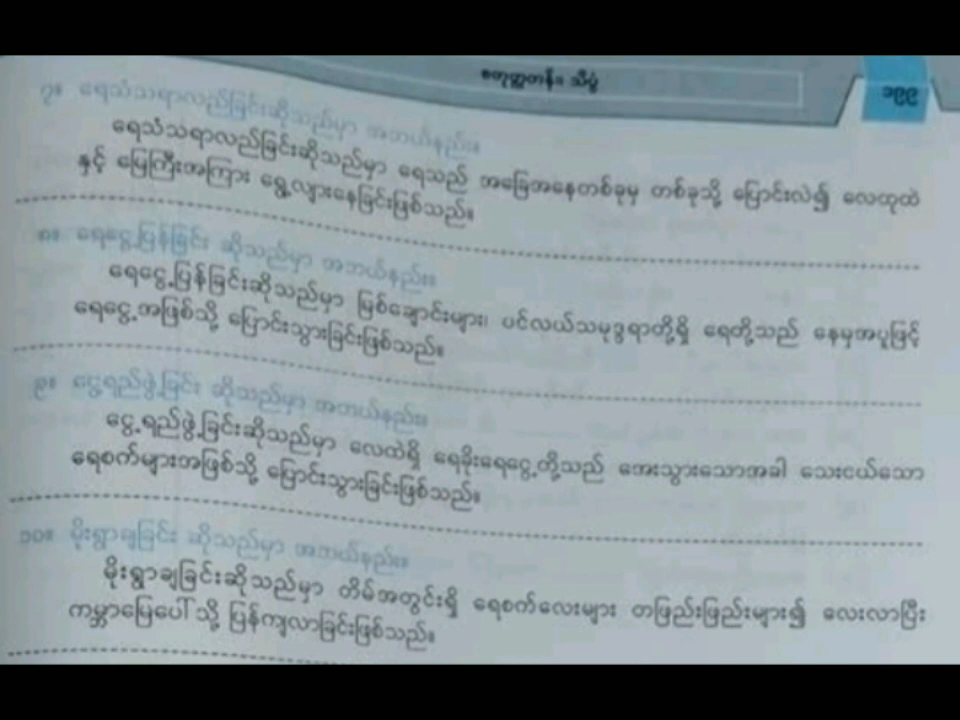 စတုတ္ထတန်း၊ သိပ္ပံ
၁၉၉
၇။ ရေသံသရာလည်ခြင်းဆိုသည်မှာ အဘယ်နည်း။
ရေသံသရာလည်ခြင်းဆိုသည်မှာ ရေသည် အခြေအနေတစ်ခုမှ တစ်ခုသို့ ပြောင်းလဲ၍ လေထုထဲ
နှင့် မြေကြီးအကြား ရွေ့လျားနေခြင်းဖြစ်သည်။
၈။ ရေငွေ့ပြန်ခြင်း ဆိုသည်မှာ အဘယ်နည်း။
ရေငွေ့ပြန်ခြင်းဆိုသည်မှာ မြစ်ချောင်းများ၊ ပင်လယ်သမုဒ္ဒရာတို့ရှိ ရေတို့သည် နေမှအပူဖြင့်
ရေငွေ့အဖြစ်သို့ ပြောင်းသွားခြင်းဖြစ်သည်။
၉။ ငွေ့ရည်ဖွဲ့ခြင်း ဆိုသည်မှာ အဘယ်နည်း။
ငွေ့ရည်ဖွဲ့ခြင်းဆိုသည်မှာ လေထဲရှိ ရေခိုးရေငွေ့တို့သည် အေးသွားသောအခါ သေးငယ်သော
ရေစက်များအဖြစ်သို့ ပြောင်းသွားခြင်းဖြစ်သည်။
၁၀။ မိုးရွာချခြင်း ဆိုသည်မှာ အဘယ်နည်း။
မိုးရွာချခြင်းဆိုသည်မှာ တိမ်အတွင်းရှိ ရေစက်လေးများ တဖြည်းဖြည်းများ၍ လေးလာပြီး
ကမ္ဘာမြေပေါ်သို့ ပြန်ကျလာခြင်းဖြစ်သည်။